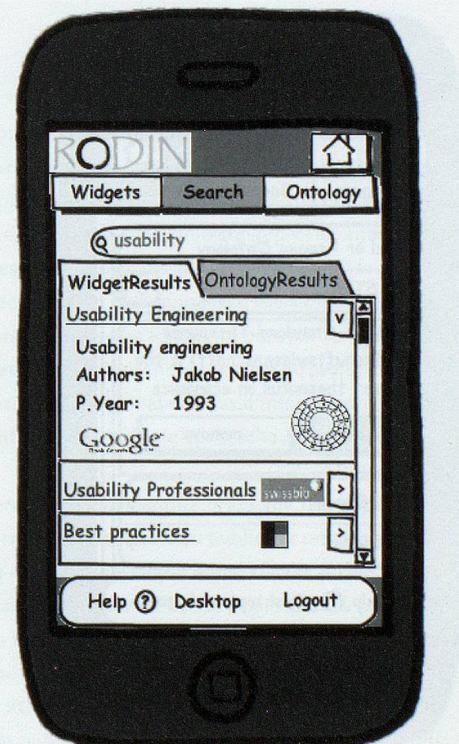 RODIN
Widgets Search Ontology
usability
WidgetResults OntologyResults
Usability Engineering v
Usability engineering
Authors: Jakob Nielsen
P.Year: 1993
Google
Usability Professionals swissbib >
Best practices >
Help ? Desktop Logout